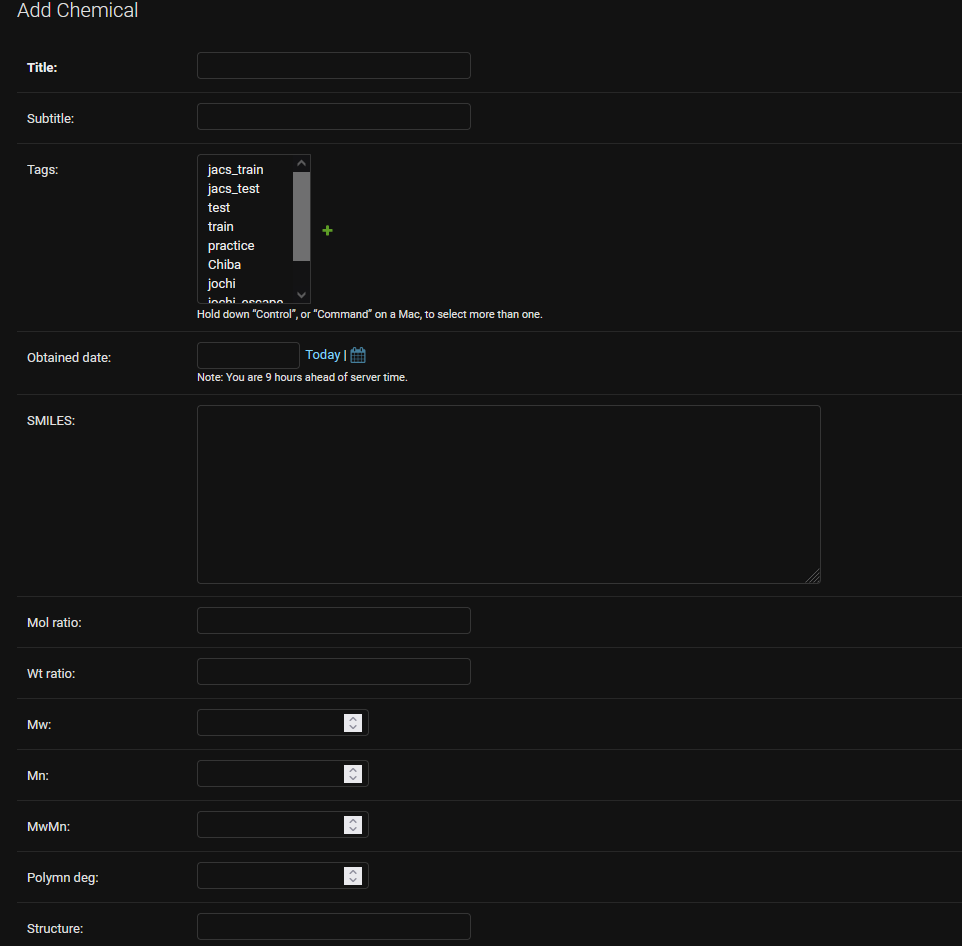 Add Chemical
Title:
Subtitle:
Tags:
jacs_train
jacs_test
test
train
practice
Chiba
jochi
jochi_escape
Hold down “Control”, or “Command” on a Mac, to select more than one.
Obtained date:
Today |
Note: You are 9 hours ahead of server time.
SMILES:
Mol ratio:
Wt ratio:
Mw:
Mn:
MwMn:
Polymn deg:
Structure: